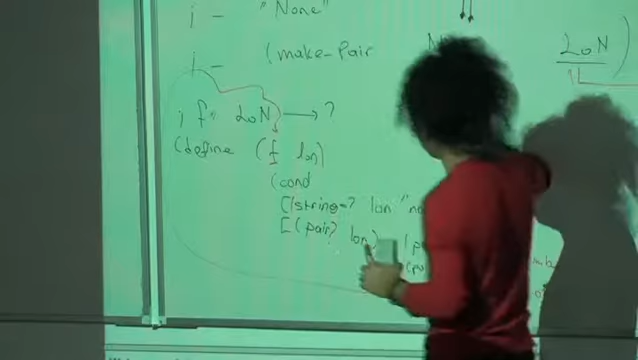 ; - "None"
; - (make-Pair
LoN )
; f: LoN → ?
(define (f lon)
(cond
[(string=? lon "no
[(pair? lon) (p